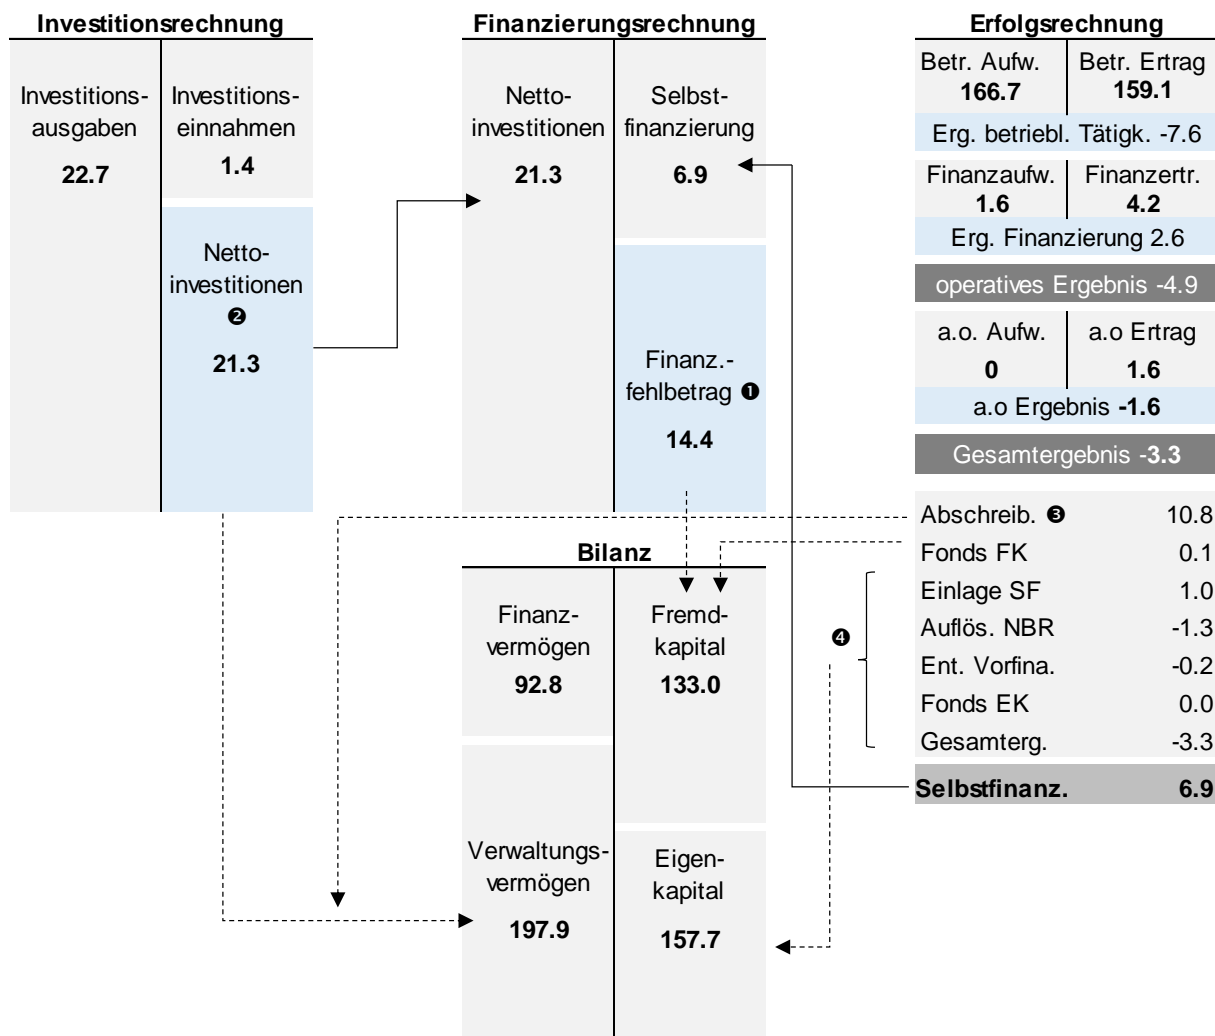 Investitionsrechnung
Investitions-
ausgaben
22.7
Investitions-
einnahmen
1.4
Netto-
investitionen
❷
21.3
Finanzierungsrechnung
Netto-
investitionen
21.3
Selbst-
finanzierung
6.9
Finanz.-
fehlbetrag ❶
14.4
Erfolgsrechnung
Betr. Aufw.
166.7
Betr. Ertrag
159.1
Erg. betriebl. Tätigk. -7.6
Finanzaufw.
1.6
Finanzertr.
4.2
Erg. Finanzierung 2.6
operatives Ergebnis -4.9
a.o. Aufw.
0
a.o Ertrag
1.6
a.o Ergebnis -1.6
Gesamtergebnis -3.3
Abschreib. ❸ 10.8
Fonds FK 0.1
Einlage SF 1.0
Auflös. NBR -1.3
Ent. Vorfina. -0.2
Fonds EK 0.0
Gesamterg. -3.3
❹
Selbstfinanz. 6.9
Bilanz
Finanz-
vermögen
92.8
Fremd-
kapital
133.0
Verwaltungs-
vermögen
197.9
Eigen-
kapital
157.7